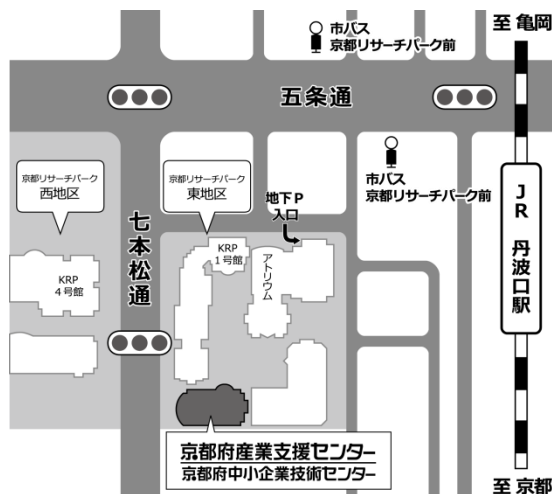 市バス
京都リサーチパーク前
至 亀岡
五条通
市バス
京都リサーチパーク前
京都リサーチパーク
西地区
京都リサーチパーク
東地区
地下P
入口
七本松通
JR 丹波口駅
KRP
1号館
アトリウム
KRP
4号館
京都府産業支援センター
京都府中小企業技術センター
至 京都